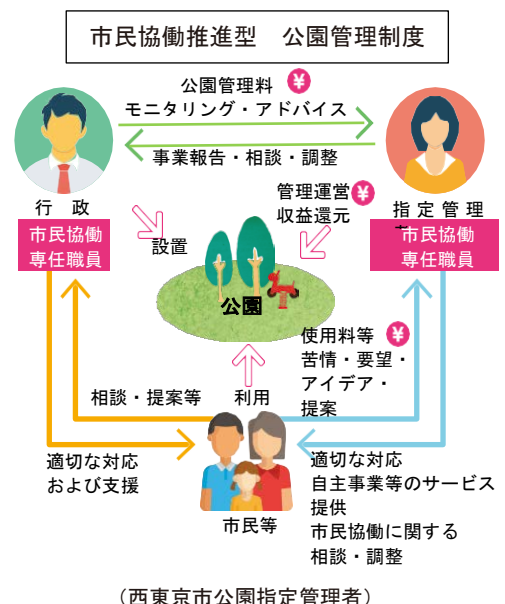 市民協働推進型　公園管理制度
公園管理料 ¥
モニタリング・アドバイス
事業報告・相談・調整
行　政
市民協働
専任職員
設置
管理運営 ¥
収益還元
指定管理
市民協働
専任職員
公園
使用料等 ¥
苦情・要望・
アイデア・
提案
相談・提案等
利用
適切な対応
および支援
市民等
適切な対応
自主事業等のサービス
提供
市民協働に関する
相談・調整
（西東京市公園指定管理者）